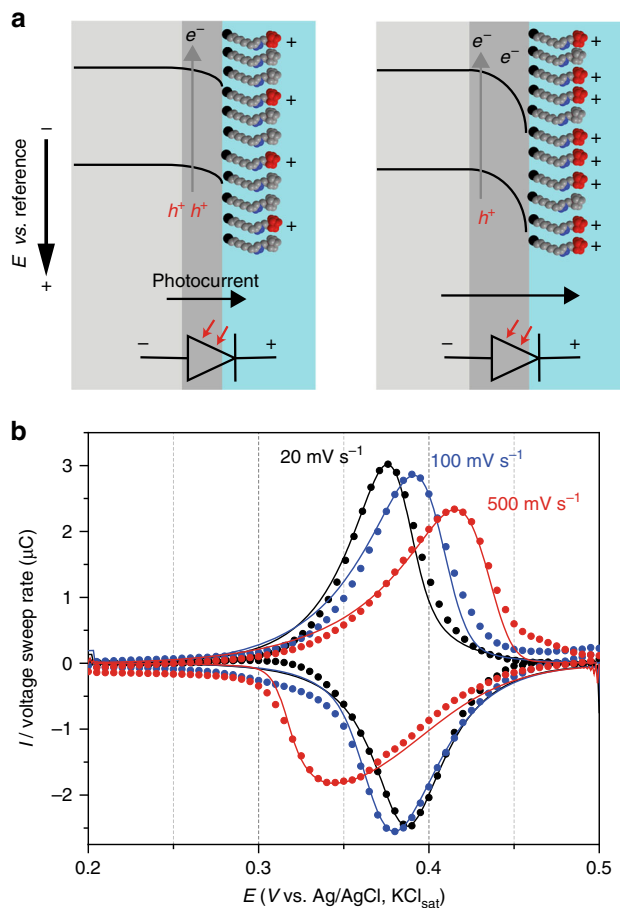 a
e⁻
+
+
+
+
h⁺ h⁺
e⁻
e⁻
+
+
+
+
+
+
+
+
h⁺
−
E vs. reference
+
Photocurrent
−
+
−
+
b
20 mV s⁻¹
100 mV s⁻¹
500 mV s⁻¹
3
2
1
0
−1
−2
I / voltage sweep rate (µC)
0.2
0.3
0.4
0.5
E (V vs. Ag/AgCl, KClsat)